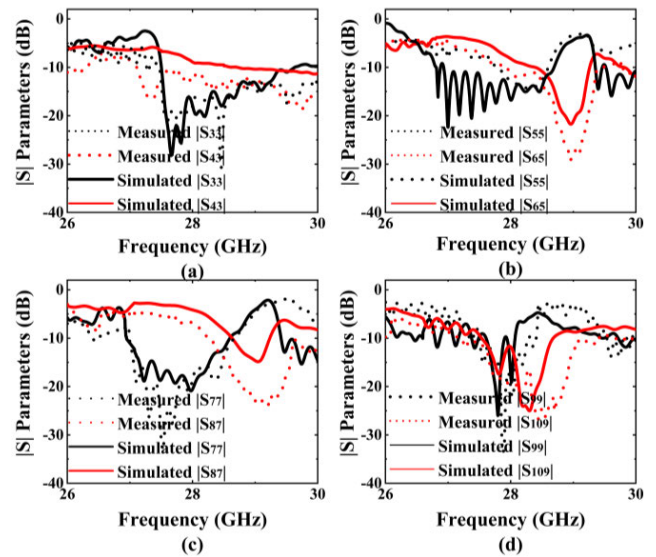 0
-10
-20
-30
-40
|S| Parameters (dB)
Measured |S33|
Measured |S43|
Simulated |S33|
Simulated |S43|
26 28 30
Frequency (GHz)
(a)
0
-10
-20
-30
-40
|S| Parameters (dB)
Measured |S55|
Measured |S65|
Simulated |S55|
Simulated |S65|
26 28 30
Frequency (GHz)
(b)
0
-10
-20
-30
-40
|S| Parameters (dB)
Measured |S77|
Measured |S87|
Simulated |S77|
Simulated |S87|
26 28 30
Frequency (GHz)
(c)
0
-10
-20
-30
-40
|S| Parameters (dB)
Measured |S99|
Measured |S109|
Simulated |S99|
Simulated |S109|
26 28 30
Frequency (GHz)
(d)